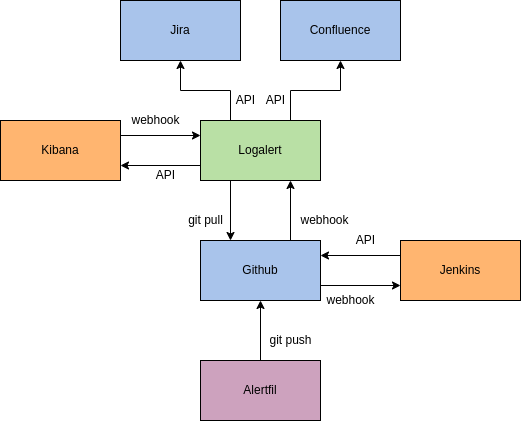 Jira
Confluence
API
API
webhook
Kibana
Logalert
API
git pull
webhook
API
Github
Jenkins
webhook
git push
Alertfil